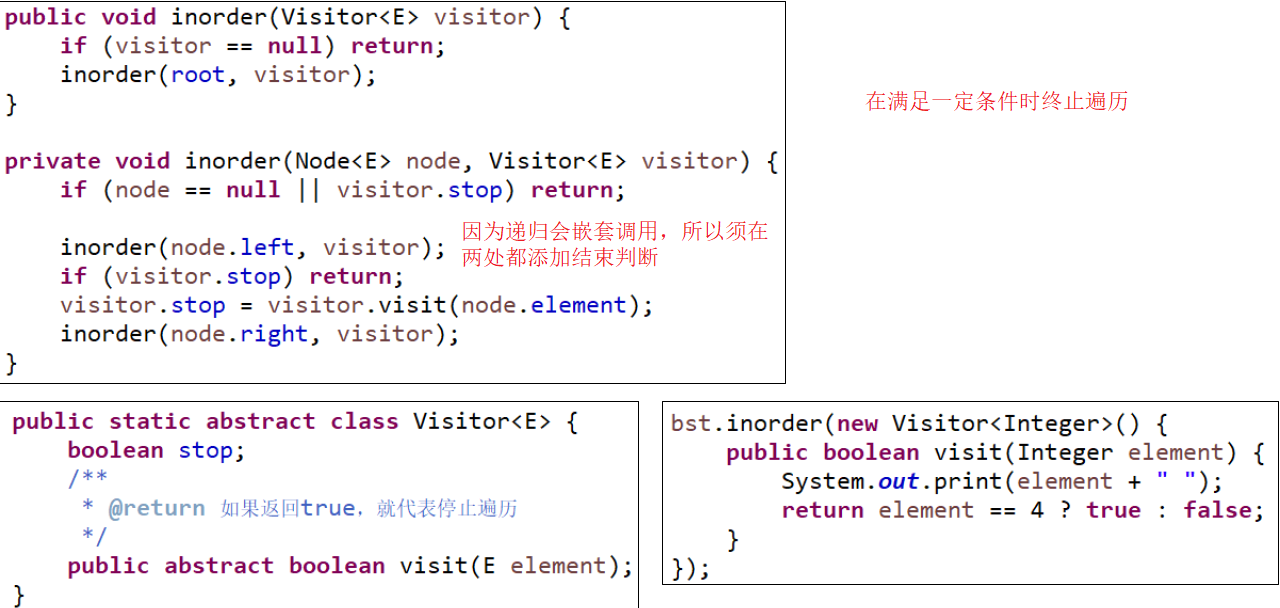 public void inorder(Visitor<E> visitor) {
    if (visitor == null) return;
    inorder(root, visitor);
}
在满足一定条件时终止遍历
private void inorder(Node<E> node, Visitor<E> visitor) {
    if (node == null || visitor.stop) return;
    inorder(node.left, visitor);
    if (visitor.stop) return;
    visitor.stop = visitor.visit(node.element);
    inorder(node.right, visitor);
}
因为递归会嵌套调用，所以须在
两处都添加结束判断
public static abstract class Visitor<E> {
    boolean stop;
    /**
     * @return 如果返回true，就代表停止遍历
     */
    public abstract boolean visit(E element);
}
bst.inorder(new Visitor<Integer>() {
    public boolean visit(Integer element) {
        System.out.print(element + " ");
        return element == 4 ? true : false;
    }
});